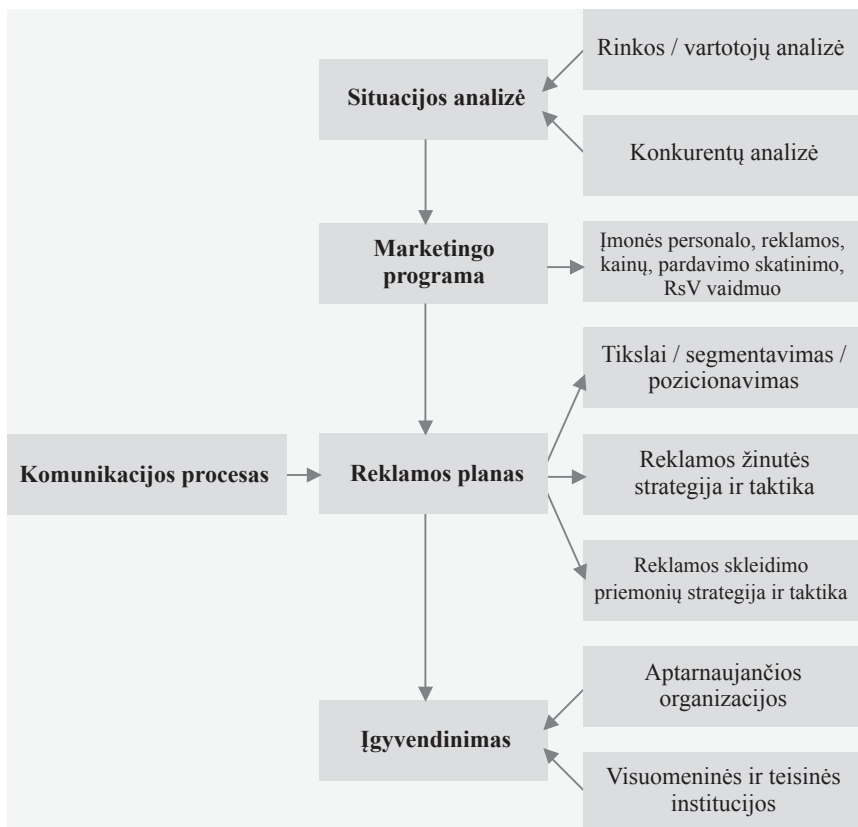 Rinkos / vartotojų analizė
Situacijos analizė
Konkurentų analizė
Marketingo
programa
Įmonės personalo, reklamos,
kainų, pardavimo skatinimo,
RsV vaidmuo
Tikslai / segmentavimas /
pozicionavimas
Komunikacijos procesas
Reklamos planas
Reklamos žinutės
strategija ir taktika
Reklamos skleidimo
priemonių strategija ir taktika
Aptarnaujančios
organizacijos
Įgyvendinimas
Visuomeninės ir teisinės
institucijos